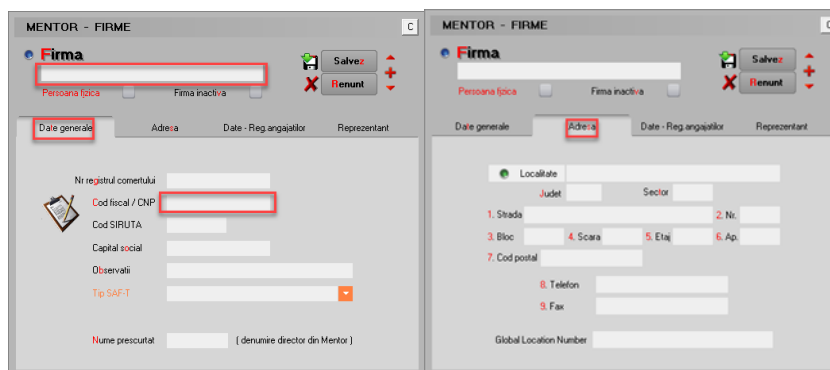 MENTOR - FIRME
C
Firma
Salvez
Renunt
Persoana fizica
Firma inactiva
Date generale
Adresa
Date - Reg.angajatilor
Reprezentant
Nr registrul comertului
Cod fiscal / CNP
Cod SIRUTA
Capital social
Observatii
Tip SAF-T
Nume prescurtat
( denumire director din Mentor )
MENTOR - FIRME
C
Firma
Salvez
Renunt
Persoana fizica
Firma inactiva
Date generale
Adresa
Date - Reg.angajatilor
Reprezentant
Localitate
Judet
Sector
1. Strada
2. Nr.
3. Bloc
4. Scara
5. Etaj
6. Ap.
7. Cod postal
8. Telefon
9. Fax
Global Location Number